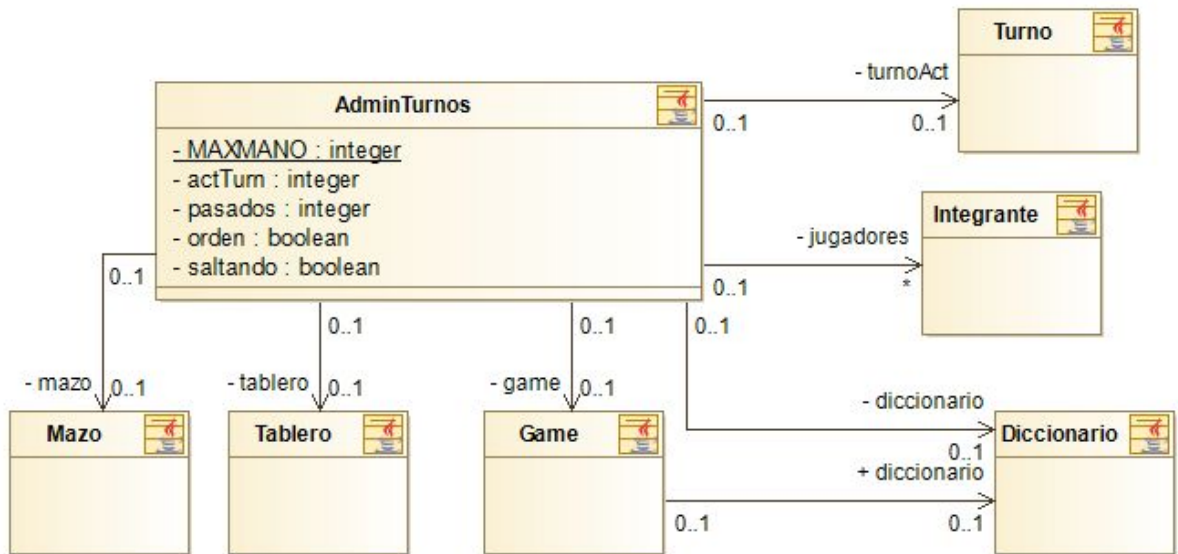 Turno
- turnoAct
0..1
0..1
AdminTurnos
- MAXMANO : integer
- actTurn : integer
- pasados : integer
- orden : boolean
- saltando : boolean
Integrante
- jugadores
0..1
*
0..1
0..1
0..1
0..1
- mazo
0..1
- tablero
0..1
- game
0..1
- diccionario
0..1
Mazo
Tablero
Game
Diccionario
+ diccionario
0..1
0..1